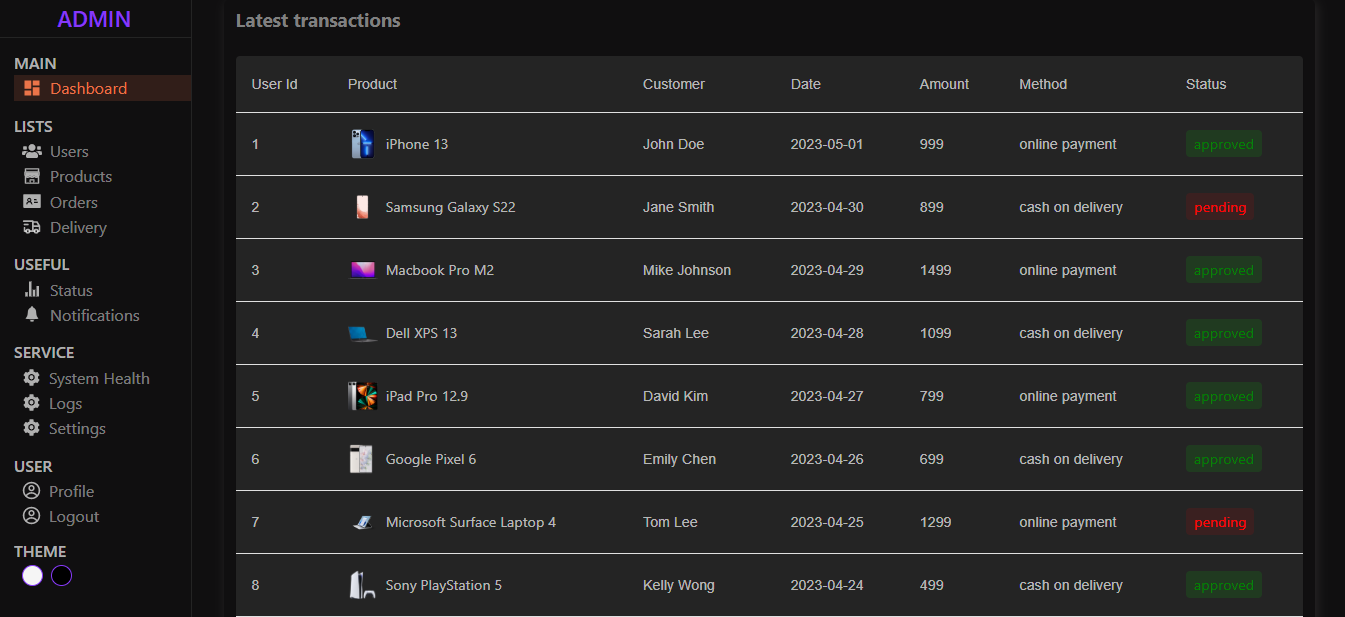 ADMIN
MAIN
Dashboard
LISTS
Users
Products
Orders
Delivery
USEFUL
Status
Notifications
SERVICE
System Health
Logs
Settings
USER
Profile
Logout
THEME
Latest transactions
User Id Product Customer Date Amount Method Status
1 iPhone 13 John Doe 2023-05-01 999 online payment approved
2 Samsung Galaxy S22 Jane Smith 2023-04-30 899 cash on delivery pending
3 Macbook Pro M2 Mike Johnson 2023-04-29 1499 online payment approved
4 Dell XPS 13 Sarah Lee 2023-04-28 1099 cash on delivery approved
5 iPad Pro 12.9 David Kim 2023-04-27 799 online payment approved
6 Google Pixel 6 Emily Chen 2023-04-26 699 cash on delivery approved
7 Microsoft Surface Laptop 4 Tom Lee 2023-04-25 1299 online payment pending
8 Sony PlayStation 5 Kelly Wong 2023-04-24 499 cash on delivery approved